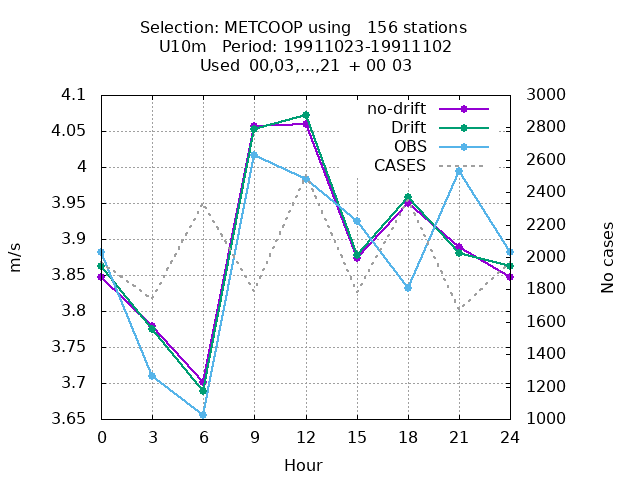 Selection: METCOOP using   156 stations
U10m   Period: 19911023-19911102
Used  00,03,...,21  + 00 03
4.1
4.05
4
3.95
3.9
3.85
3.8
3.75
3.7
3.65
m/s
no-drift
Drift
OBS
CASES
3000
2800
2600
2400
2200
2000
1800
1600
1400
1200
1000
No cases
0 3 6 9 12 15 18 21 24
Hour